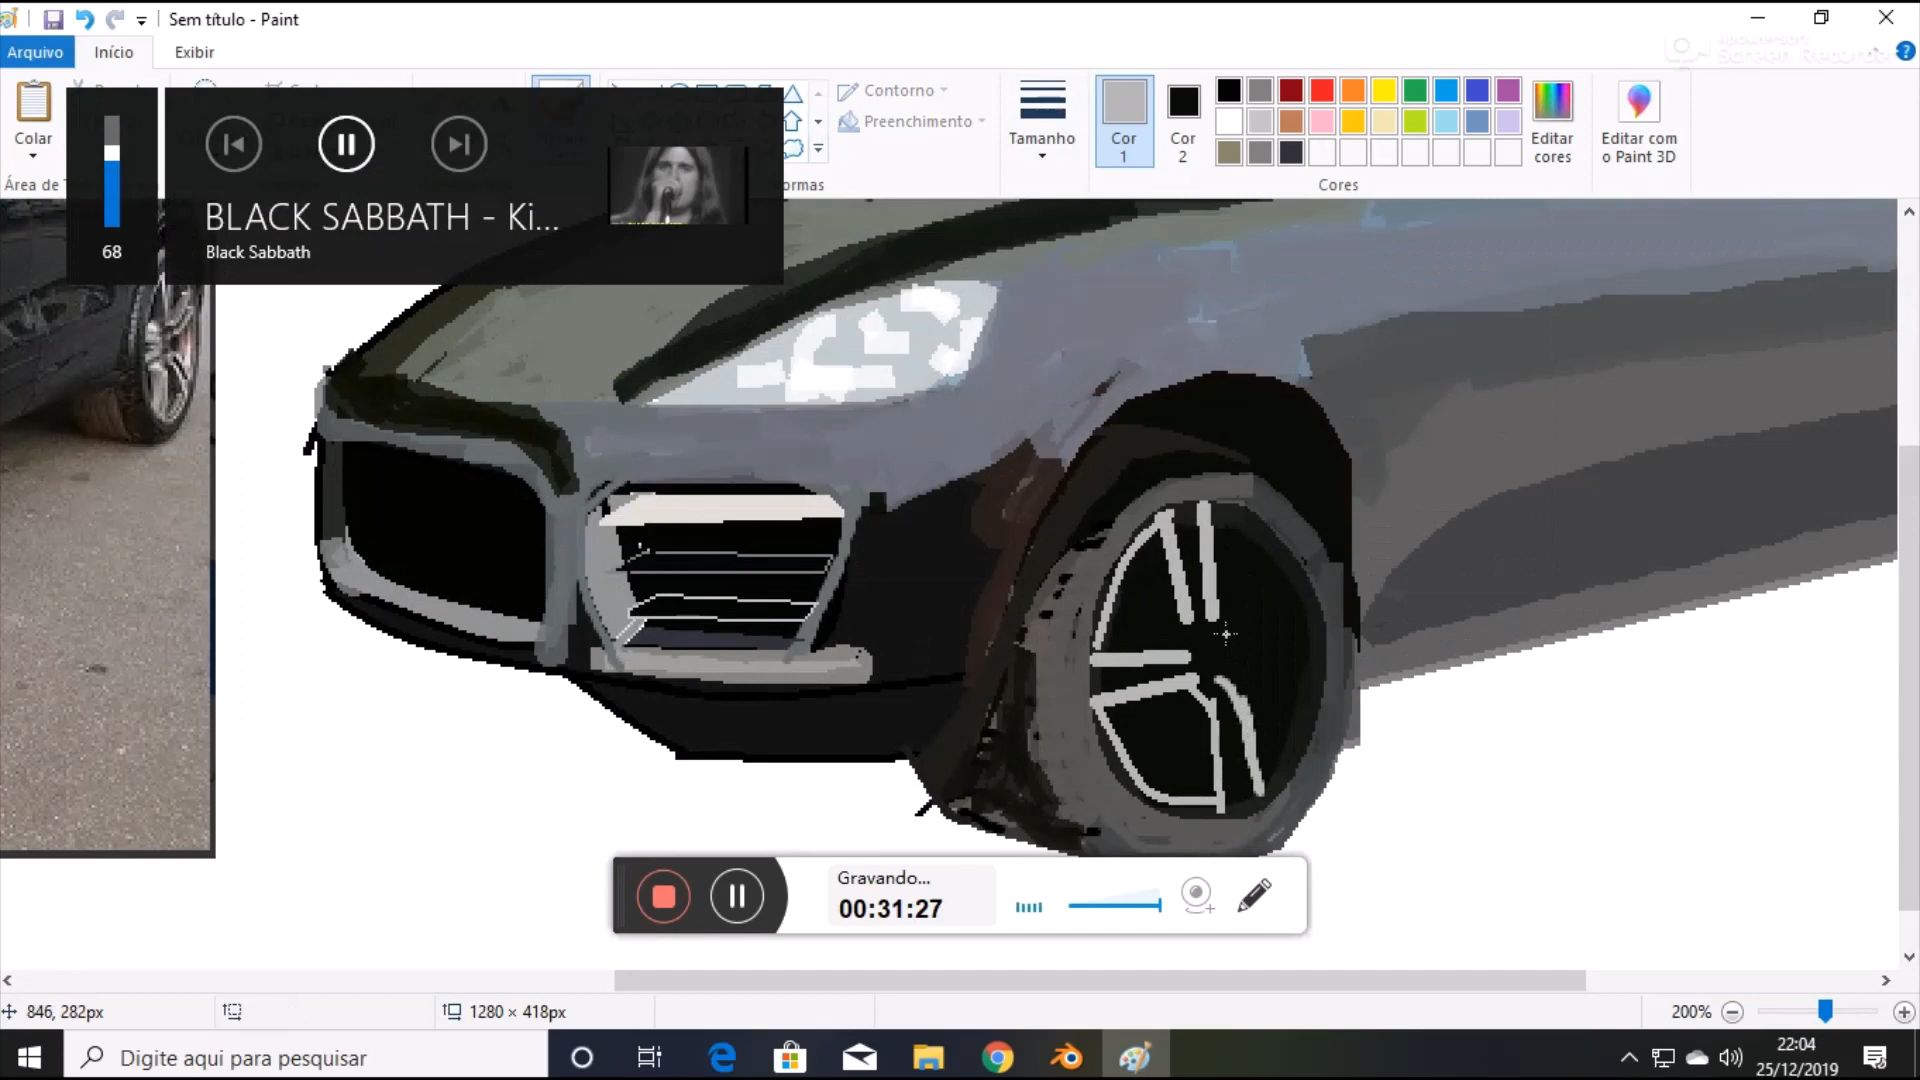 Sem título - Paint
Arquivo
Início
Exibir
Colar
Contorno
Preenchimento
Tamanho
Cor
1
Cor
2
Editar
cores
Editar com
o Paint 3D
Área de
Cores
68
BLACK SABBATH - Ki...
Black Sabbath
Gravando...
00:31:27
846, 282px
1280 × 418px
200%
Digite aqui para pesquisar
22:04
25/12/2019